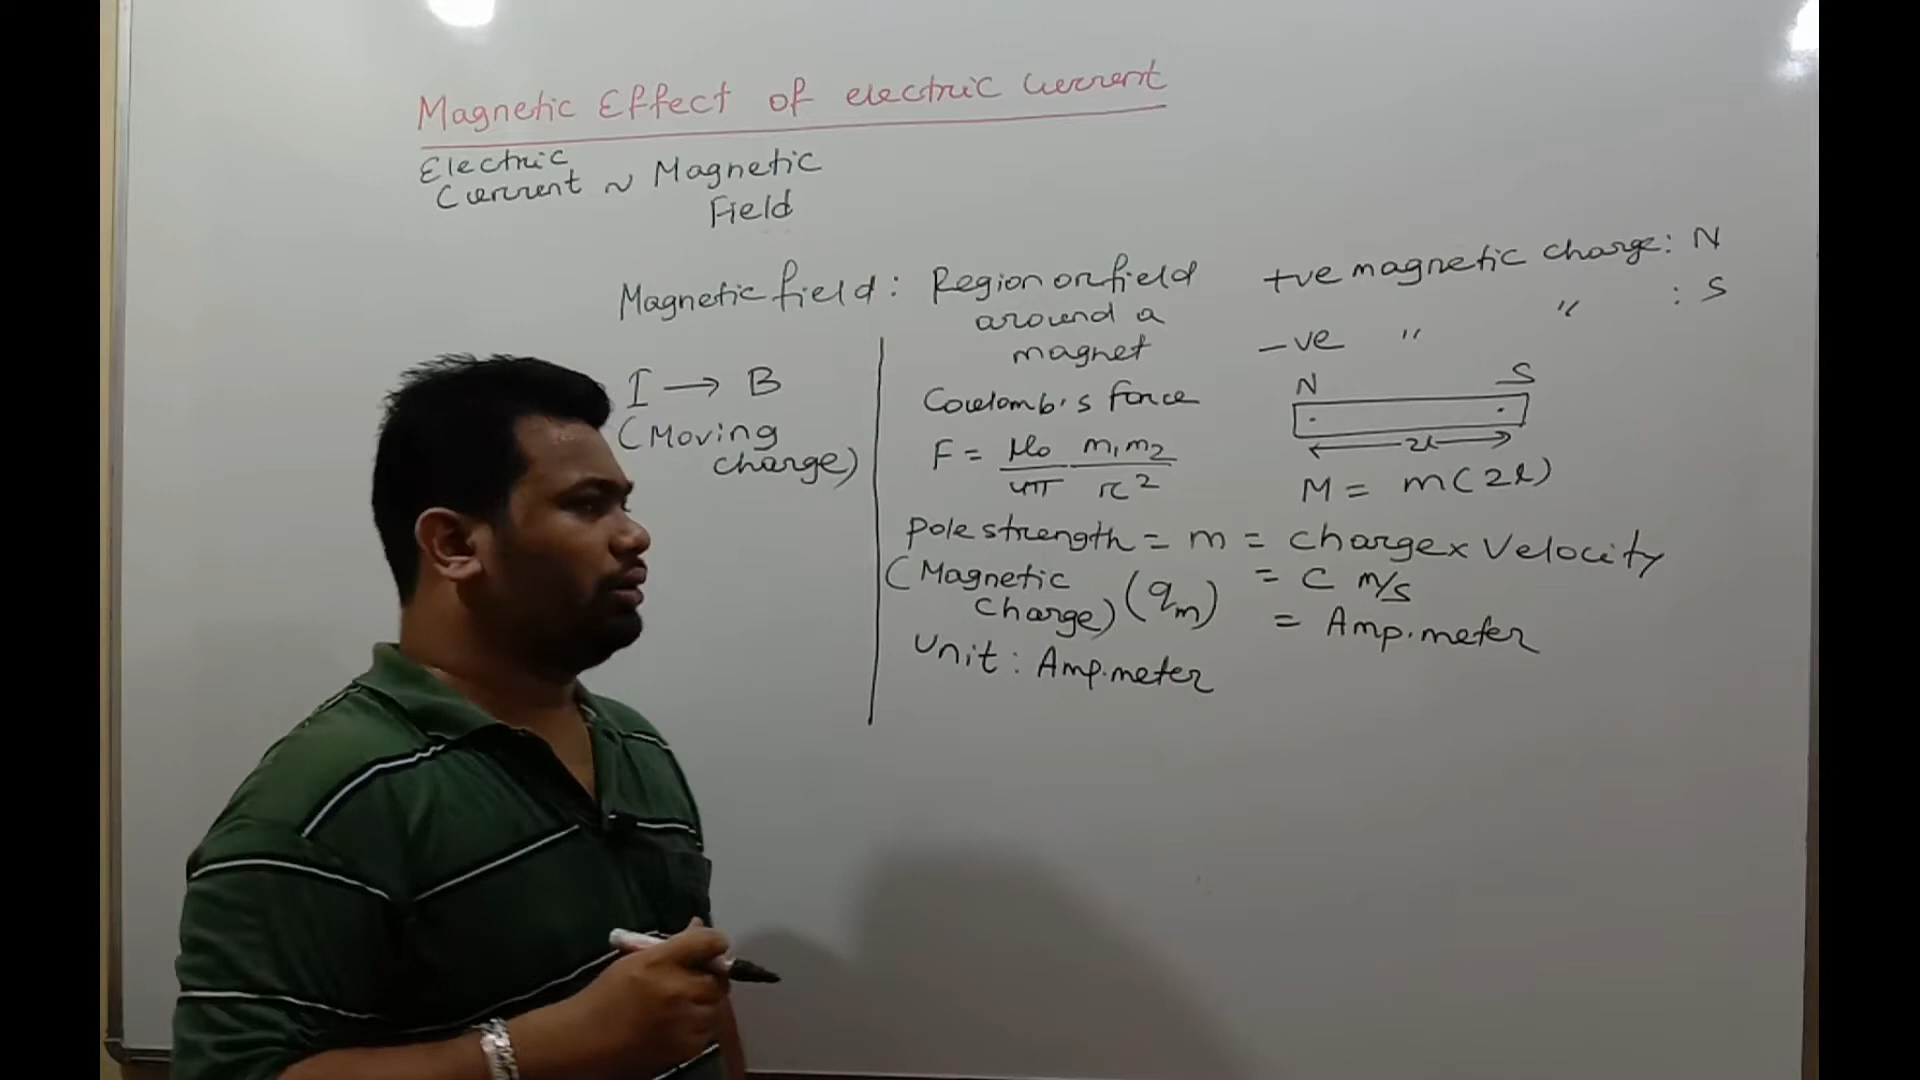 Magnetic Effect of electric current
Electric
Current ~ Magnetic
Field
Magnetic field: Region or field
around a
magnet
I → B
(Moving
charge)
Coulomb's force
F = μ₀/4π m₁m₂/r²
+ve magnetic charge: N
-ve " " : S
N S
2l
M = m(2l)
pole strength = m = charge x Velocity
(Magnetic
charge) (qm)
= C m/s
= Amp.meter
Unit: Amp.meter